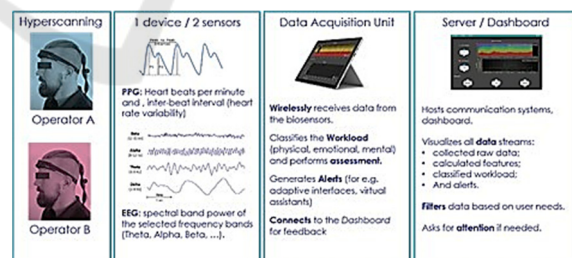 Hyperscanning
Operator A
Operator B
1 device / 2 sensors
PPG: Heart beats per minute
and , inter-beat interval (heart
rate variability)
Beta
Alpha
Theta
Delta
EEG: spectral band power of
the selected frequency bands
(Theta, Alpha, Beta, …).
Data Acquisition Unit
Wirelessly receives data from
the biosensors.
Classifies the Workload
(physical, emotional, mental)
and performs assessment.
Generates Alerts (for e.g.
adaptive interfaces, virtual
assistants)
Connects to the Dashboard
for feedback
Server / Dashboard
Hosts communication systems,
dashboard.
Visualizes all data streams:
• collected raw data;
• calculated features;
• classified workload;
• And alerts.
Filters data based on user needs.
Asks for attention if needed.